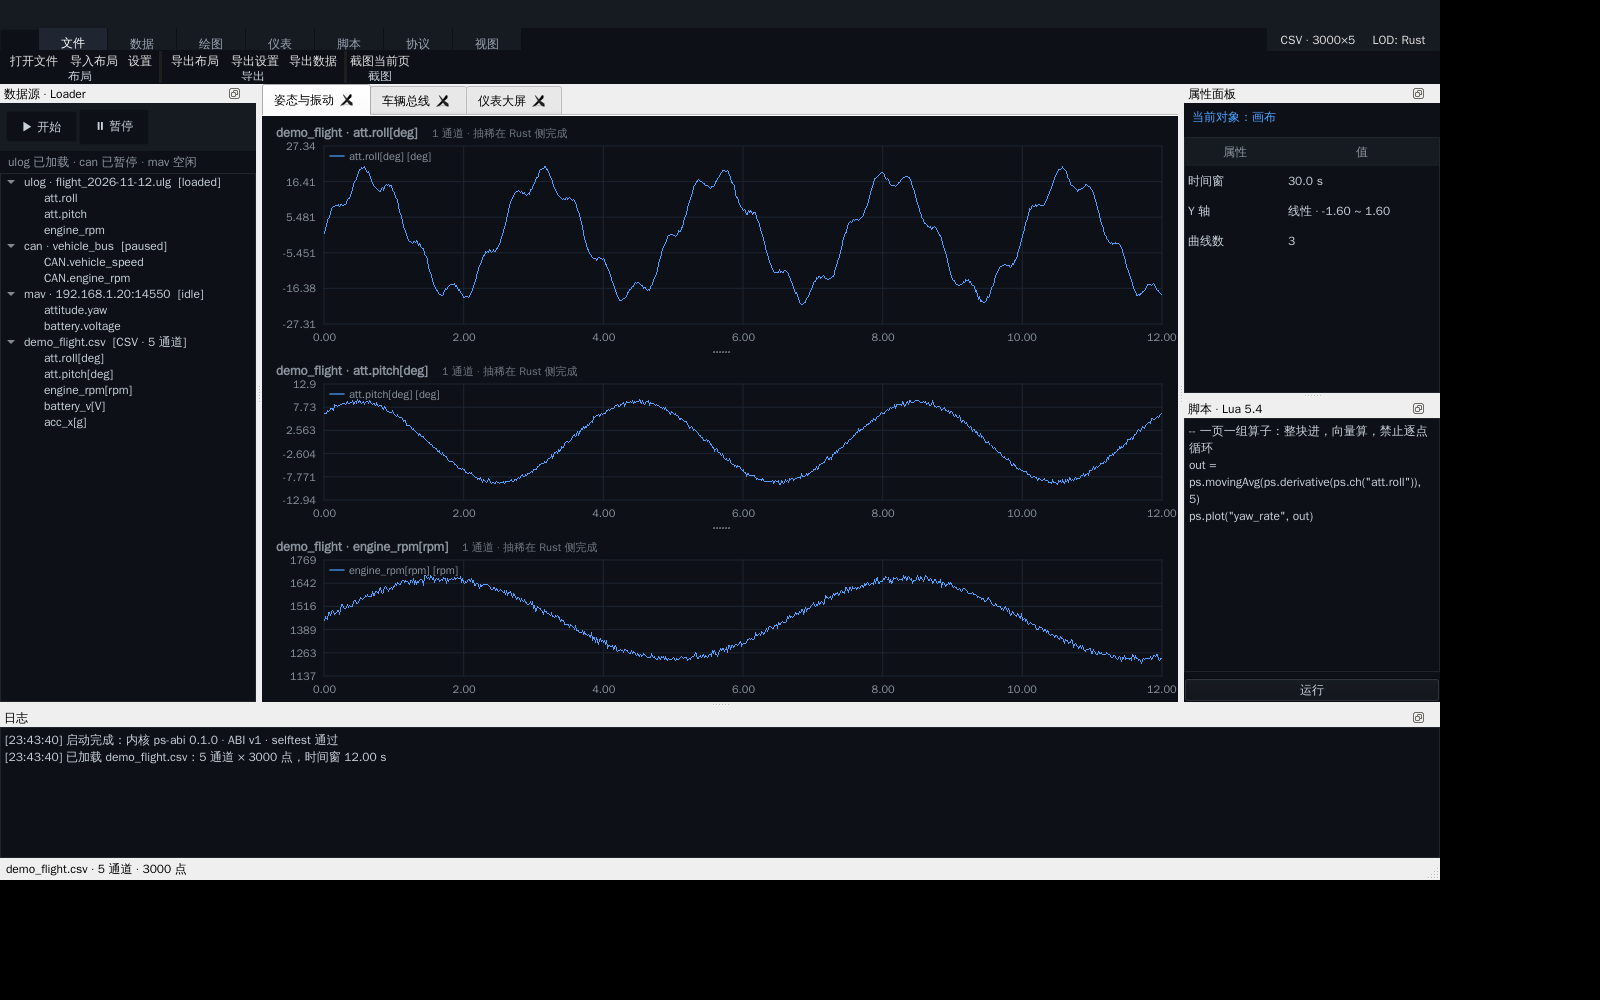 文件 数据 绘图 仪表 脚本 协议 视图 CSV · 3000×5 LOD: Rust
打开文件 导入布局 设置 导出布局 导出设置 导出数据 截图当前页
布局 导出 截图
数据源 · Loader
开始 暂停
ulog 已加载 · can 已暂停 · mav 空闲
ulog · flight_2026-11-12.ulg [loaded]
att.roll
att.pitch
engine_rpm
can · vehicle_bus [paused]
CAN.vehicle_speed
CAN.engine_rpm
mav · 192.168.1.20:14550 [idle]
attitude.yaw
battery.voltage
demo_flight.csv [CSV · 5 通道]
att.roll[deg]
att.pitch[deg]
engine_rpm[rpm]
battery_v[V]
acc_x[g]
姿态与振动 车辆总线 仪表大屏
demo_flight · att.roll[deg] 1 通道 · 抽稀在 Rust 侧完成
att.roll[deg] [deg]
27.34
16.41
5.481
-5.451
-16.38
-27.31
0.00 2.00 4.00 6.00 8.00 10.00 12.00
demo_flight · att.pitch[deg] 1 通道 · 抽稀在 Rust 侧完成
att.pitch[deg] [deg]
12.9
7.73
2.563
-2.604
-7.771
-12.94
0.00 2.00 4.00 6.00 8.00 10.00 12.00
demo_flight · engine_rpm[rpm] 1 通道 · 抽稀在 Rust 侧完成
engine_rpm[rpm] [rpm]
1769
1642
1516
1389
1263
1137
0.00 2.00 4.00 6.00 8.00 10.00 12.00
属性面板
当前对象：画布
属性 值
时间窗 30.0 s
Y 轴 线性 · -1.60 ~ 1.60
曲线数 3
脚本 · Lua 5.4
-- 一页一组算子：整块进，向量算，禁止逐点
循环
out =
ps.movingAvg(ps.derivative(ps.ch("att.roll")),
5)
ps.plot("yaw_rate", out)
运行
日志
[23:43:40] 启动完成：内核 ps-abi 0.1.0 · ABI v1 · selftest 通过
[23:43:40] 已加载 demo_flight.csv：5 通道 × 3000 点，时间窗 12.00 s
demo_flight.csv · 5 通道 · 3000 点